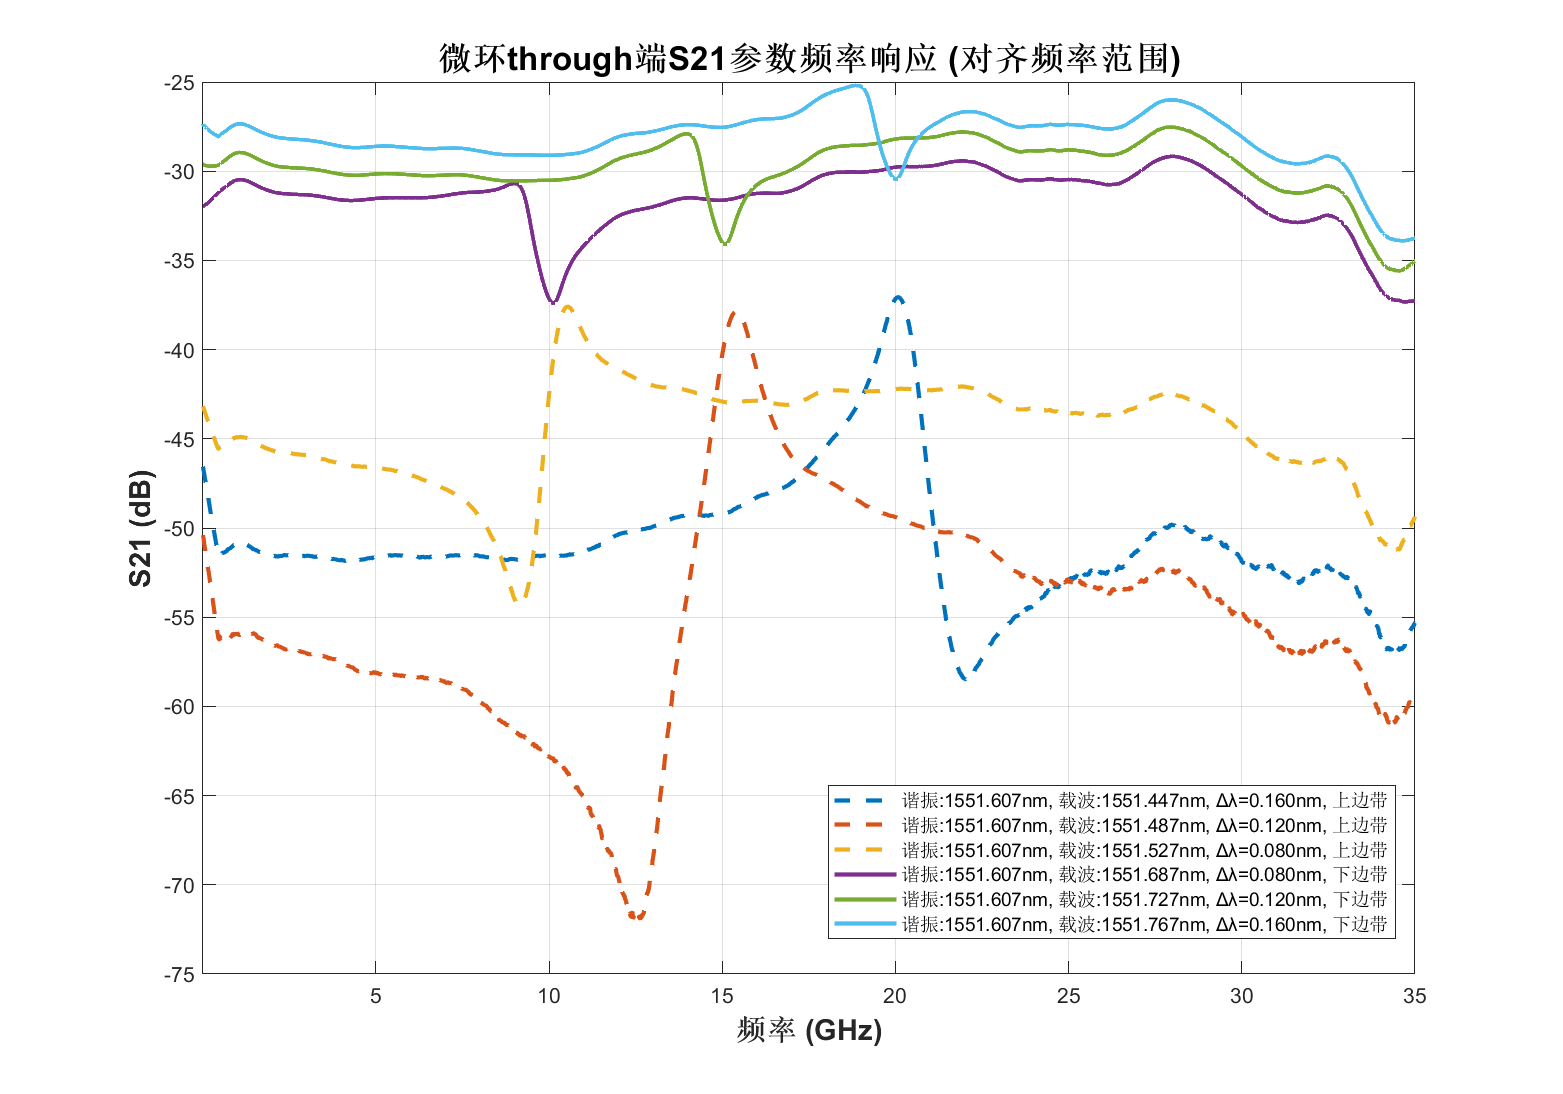 微环through端S21参数频率响应 (对齐频率范围)
-25
-30
-35
-40
-45
-50
-55
-60
-65
-70
-75
S21 (dB)
谐振:1551.607nm, 载波:1551.447nm, Δλ=0.160nm, 上边带
谐振:1551.607nm, 载波:1551.487nm, Δλ=0.120nm, 上边带
谐振:1551.607nm, 载波:1551.527nm, Δλ=0.080nm, 上边带
谐振:1551.607nm, 载波:1551.687nm, Δλ=0.080nm, 下边带
谐振:1551.607nm, 载波:1551.727nm, Δλ=0.120nm, 下边带
谐振:1551.607nm, 载波:1551.767nm, Δλ=0.160nm, 下边带
5 10 15 20 25 30 35
频率 (GHz)